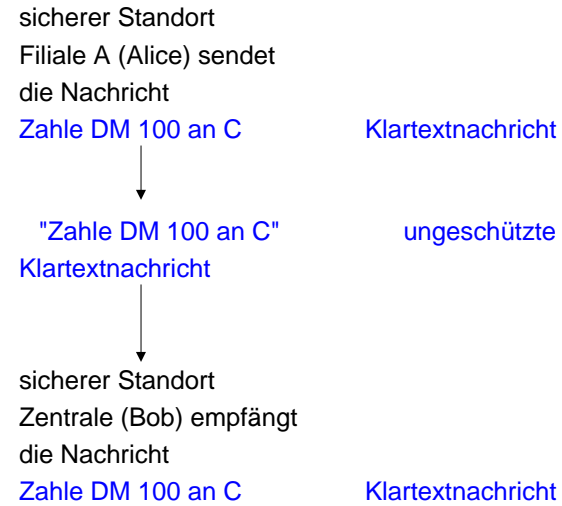 sicherer Standort
Filiale A (Alice) sendet
die Nachricht
Zahle DM 100 an C Klartextnachricht
"Zahle DM 100 an C" ungeschützte
Klartextnachricht
sicherer Standort
Zentrale (Bob) empfängt
die Nachricht
Zahle DM 100 an C Klartextnachricht